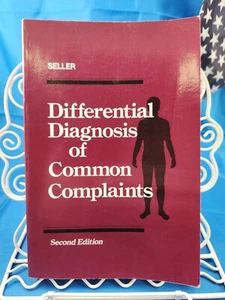 SELLER
Differential
Diagnosis
of
Common
Complaints
Second Edition